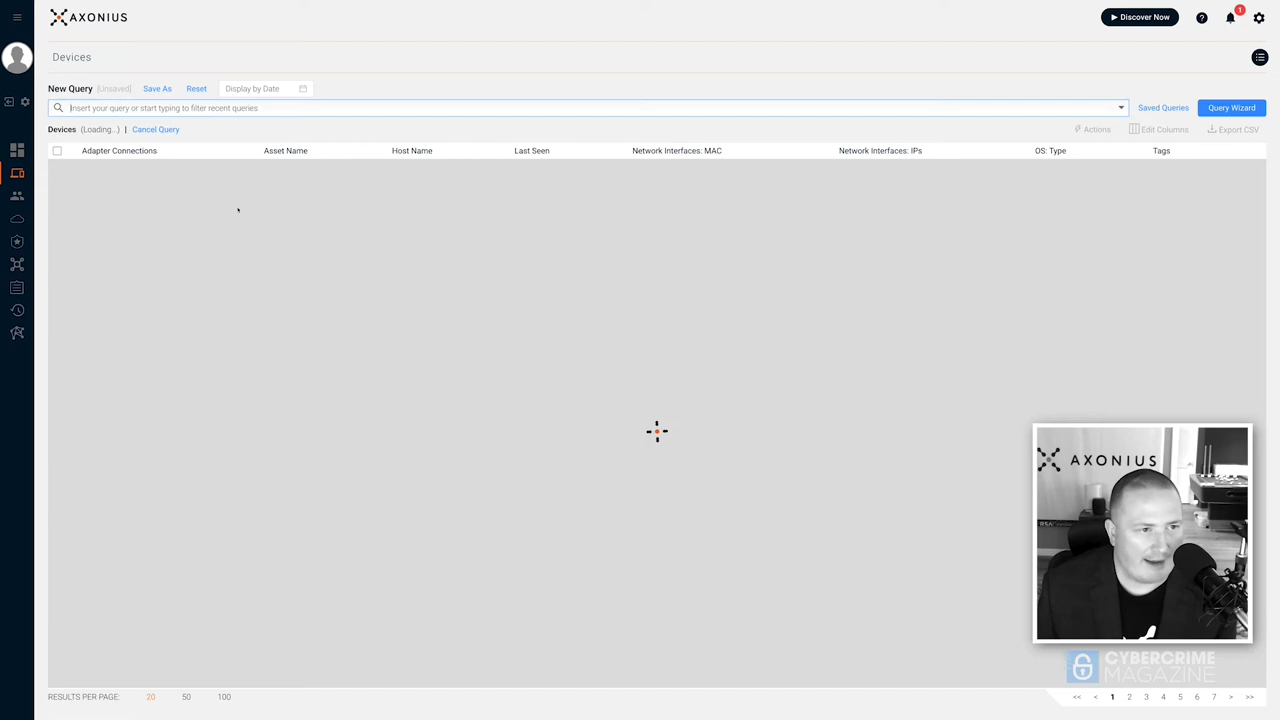 AXONIUS
Discover Now
1
Devices
New Query [Unsaved] Save As Reset Display by Date
Insert your query or start typing to filter recent queries
Saved Queries
Query Wizard
Devices (Loading...) | Cancel Query
Actions Edit Columns Export CSV
Adapter Connections Asset Name Host Name Last Seen Network Interfaces: MAC Network Interfaces: IPs OS: Type Tags
AXONIUS
RSA
CYBERCRIME
MAGAZINE
RESULTS PER PAGE: 20 50 100
<< < 1 2 3 4 5 6 7 > >>